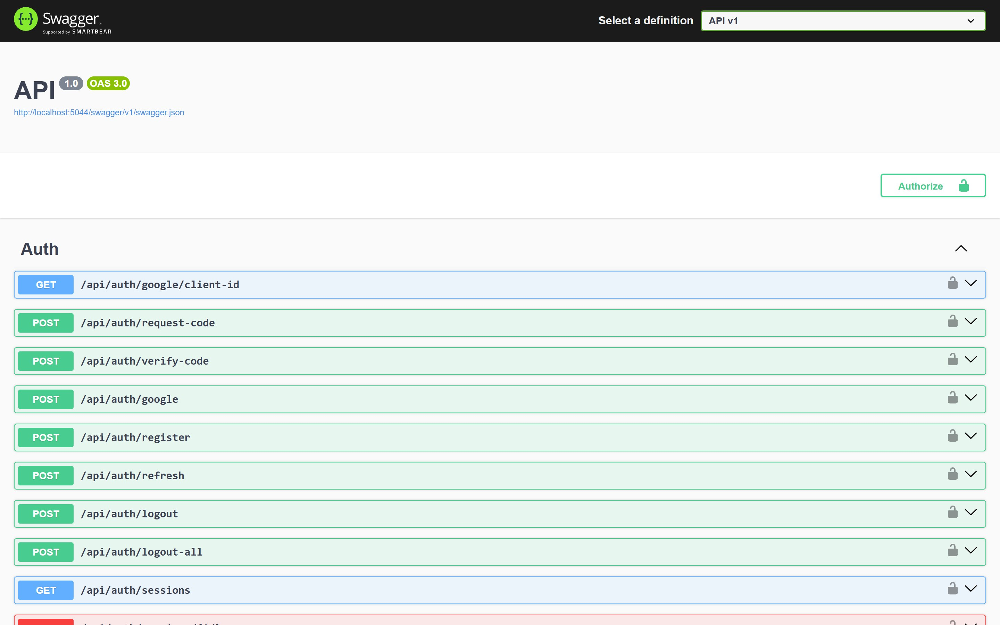 {···} Swagger™
Supported by SMARTBEAR
Select a definition
API v1
API 1.0 OAS 3.0
http://localhost:5044/swagger/v1/swagger.json
Authorize
Auth
GET /api/auth/google/client-id
POST /api/auth/request-code
POST /api/auth/verify-code
POST /api/auth/google
POST /api/auth/register
POST /api/auth/refresh
POST /api/auth/logout
POST /api/auth/logout-all
GET /api/auth/sessions